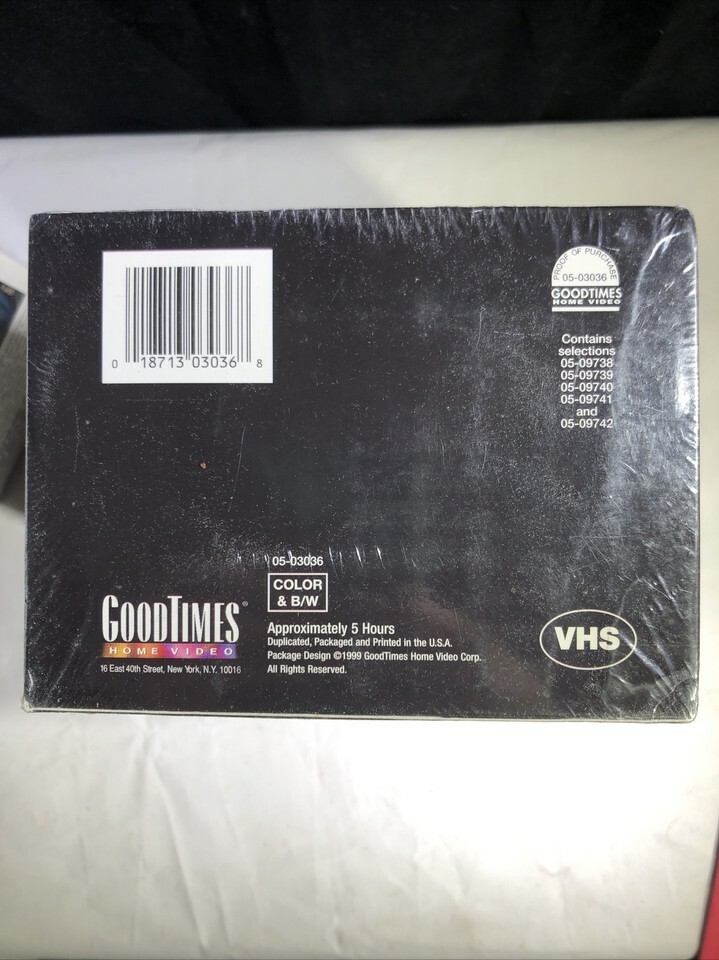 0 18713 03036 8
PROOF OF PURCHASE
05-03036
GOODTIMES
HOME VIDEO
Contains
selections
05-09738
05-09739
05-09740
05-09741
and
05-09742
05-03036
COLOR
& B/W
GOODTIMES®
HOME VIDEO
16 East 40th Street, New York, N.Y. 10016
Approximately 5 Hours
Duplicated, Packaged and Printed in the U.S.A.
Package Design ©1999 GoodTimes Home Video Corp.
All Rights Reserved.
VHS